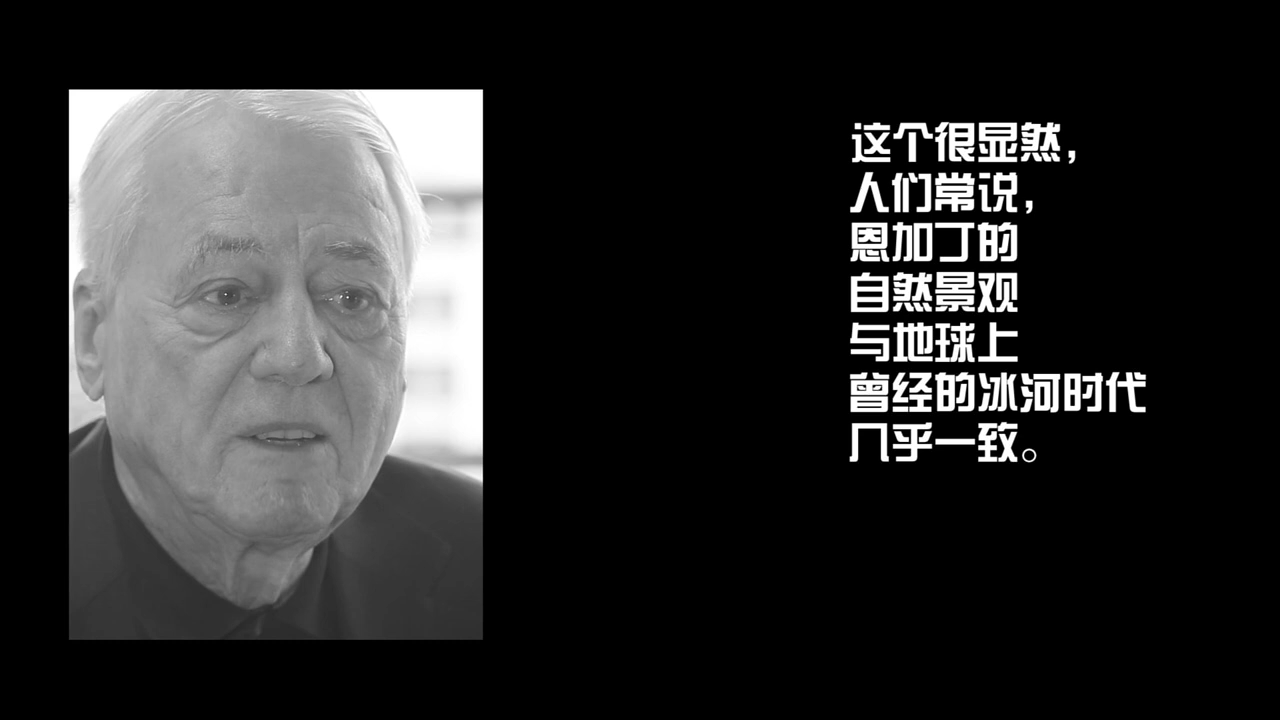 这个很显然，
人们常说，
恩加丁的
自然景观
与地球上
曾经的冰河时代
几乎一致。